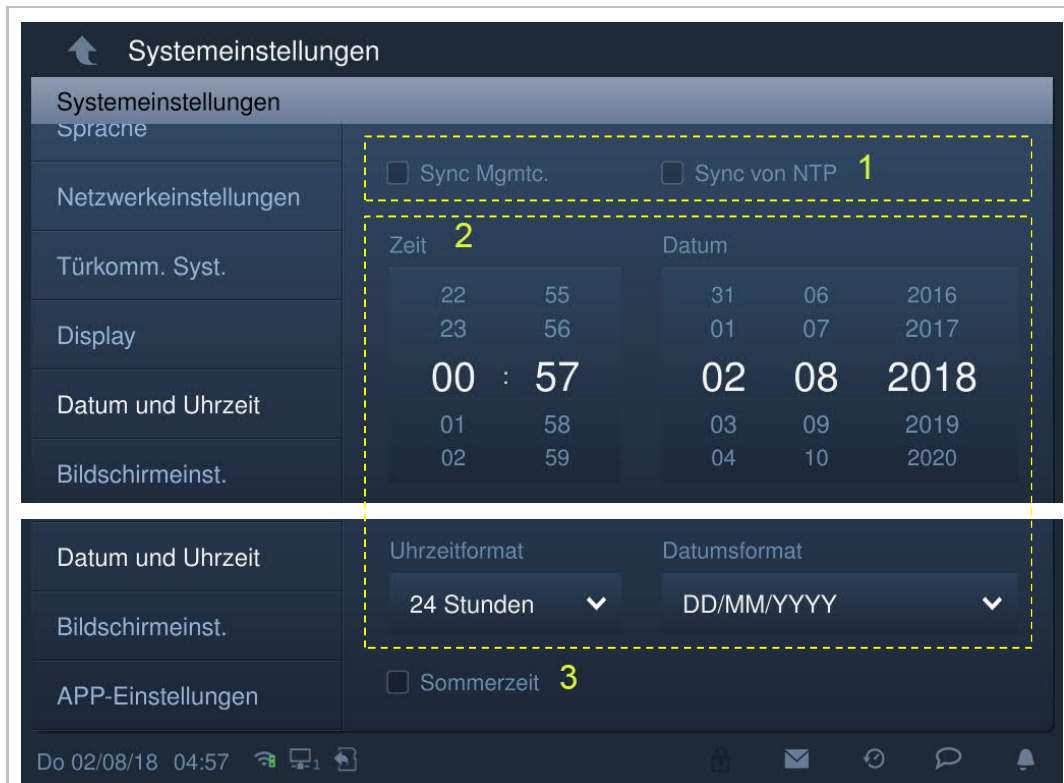 Systemeinstellungen
Systemeinstellungen
Sprache
Netzwerkeinstellungen
Türkomm. Syst.
Display
Datum und Uhrzeit
Bildschirmeinst.
Sync Mgmtc. Sync von NTP 1
Zeit 2 Datum
22 55 31 06 2016
23 56 01 07 2017
00 : 57 02 08 2018
01 58 03 09 2019
02 59 04 10 2020
Datum und Uhrzeit
Bildschirmeinst.
APP-Einstellungen
Uhrzeitformat Datumsformat
24 Stunden DD/MM/YYYY
Sommerzeit 3
Do 02/08/18 04:57 1